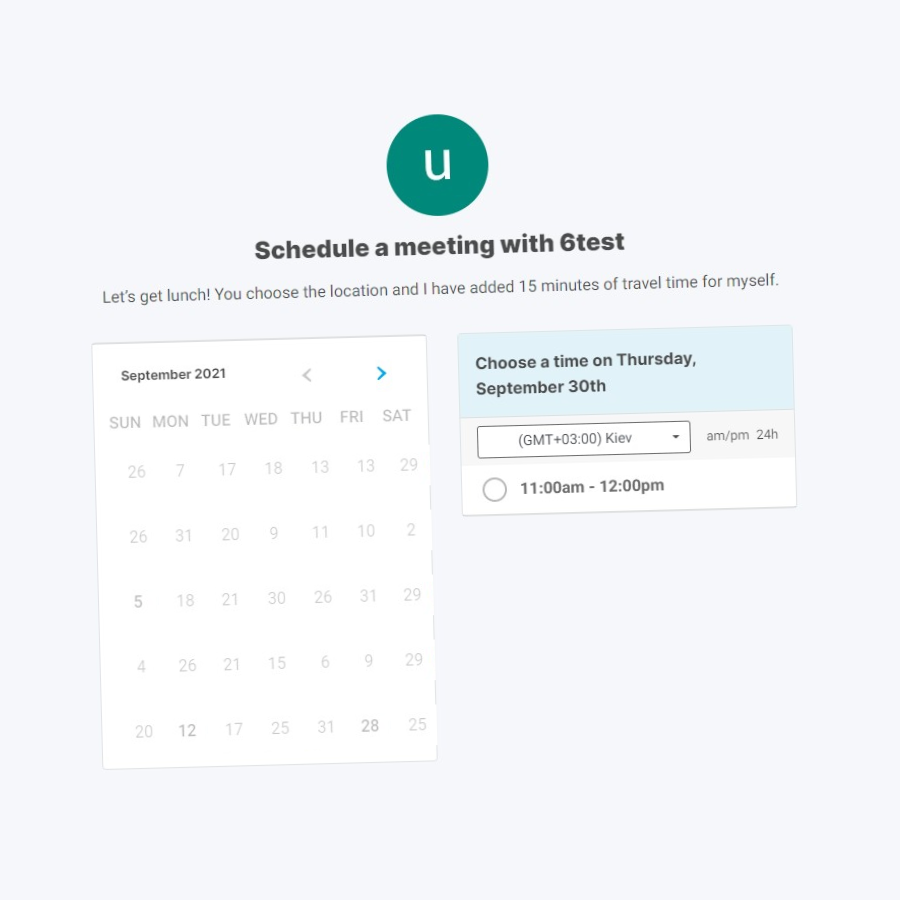 u
Schedule a meeting with 6test
Let's get lunch! You choose the location and I have added 15 minutes of travel time for myself.
September 2021
SUN MON TUE WED THU FRI SAT
26 7 17 18 13 13 29
26 31 20 9 11 10 2
5 18 21 30 26 31 29
4 26 21 15 6 9 29
20 12 17 25 31 28 25
Choose a time on Thursday,
September 30th
(GMT+03:00) Kiev
am/pm 24h
11:00am - 12:00pm